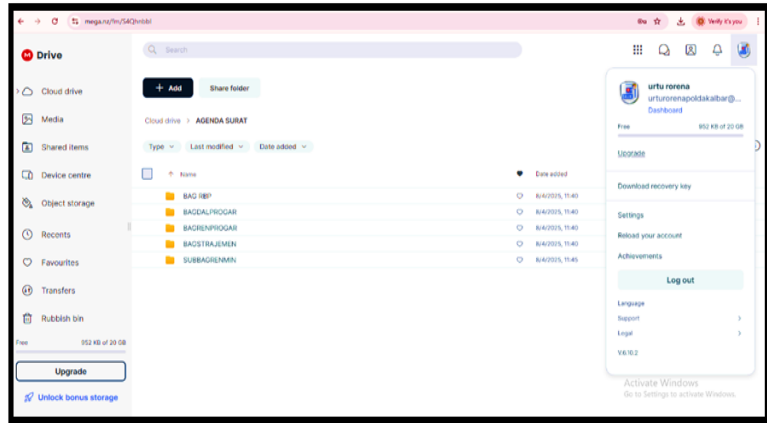 mega.nz/fm/S4QhnbbI
Verify it's you
Drive
Search
Cloud drive
Media
Shared items
Device centre
Object storage
Recents
Favourites
Transfers
Rubbish bin
Free 952 KB of 20 GB
Upgrade
Unlock bonus storage
+ Add
Share folder
Cloud drive > AGENDA SURAT
Type
Last modified
Date added
Name
Date added
BAG RBP 8/4/2025, 11:40
BAGDALPROGAR 8/4/2025, 11:40
BAGRENPROGAR 8/4/2025, 11:40
BAGSTRAJEMEN 8/4/2025, 11:40
SUBBAGRENMIN 8/4/2025, 11:45
urtu rorena
urturorenapoldakalbar@...
Dashboard
Free 952 KB of 20 GB
Upgrade
Download recovery key
Settings
Reload your account
Achievements
Log out
Language
Support
Legal
V.6.10.2
Activate Windows
Go to Settings to activate Windows.